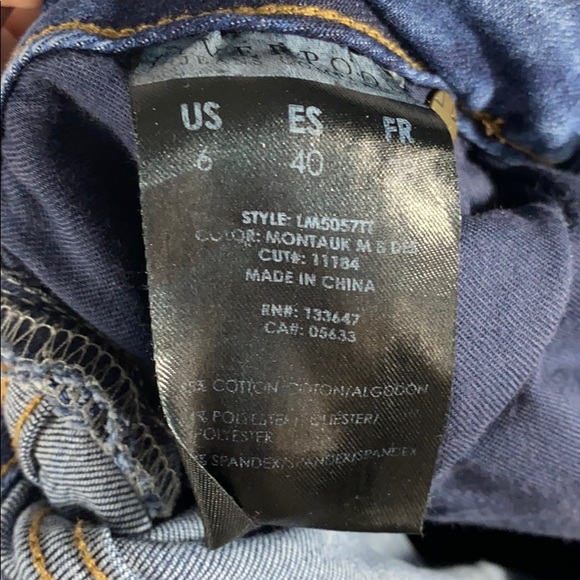 US ES FR
6 40
STYLE: LM5057TT
COLOR: MONTAUK M B DES
CUT#: 11184
MADE IN CHINA
RN#: 133647
CA#: 05633
COTTON/COTON/ALGODON
POLYESTER/POLIESTER/
POLYESTER
SPANDEX/SPANDEX/SPANDEX